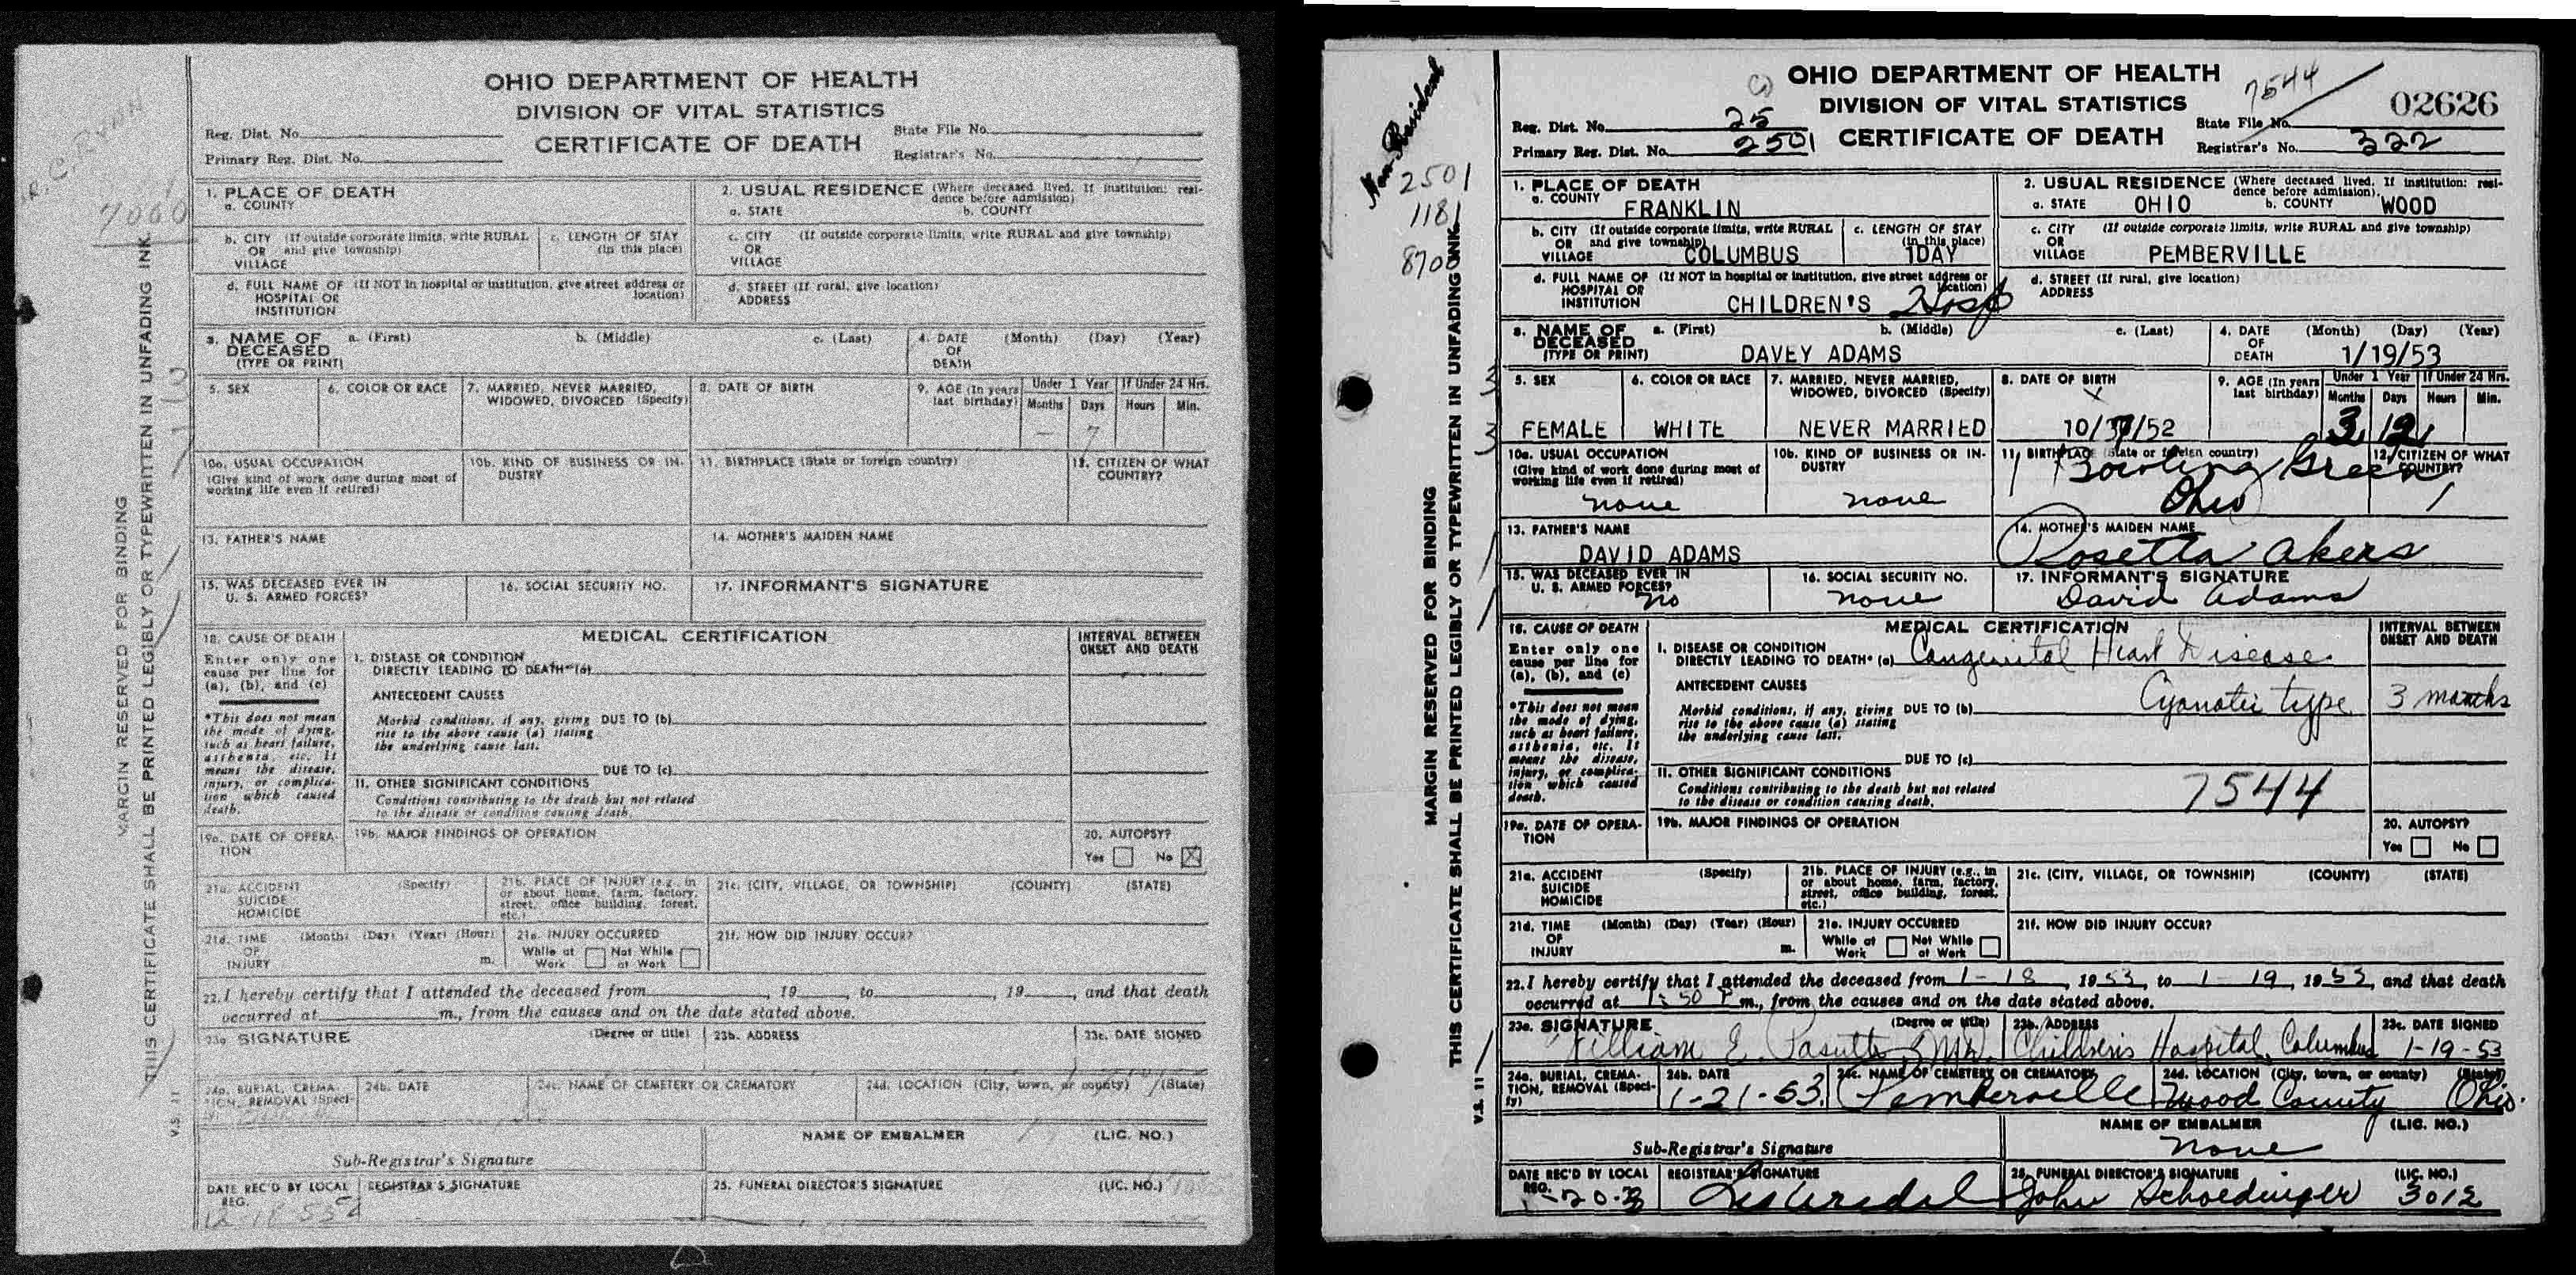 OHIO DEPARTMENT OF HEALTH
DIVISION OF VITAL STATISTICS
CERTIFICATE OF DEATH
Reg. Dist. No.
Primary Reg. Dist. No.
State File No.
Registrar's No.
7000
MARGIN RESERVED FOR BINDING
THIS CERTIFICATE SHALL BE PRINTED LEGIBLY OR TYPEWRITTEN IN UNFADING INK.
V.S. 11
1. PLACE OF DEATH
a. COUNTY
2. USUAL RESIDENCE (Where deceased lived. If institution: resi-
dence before admission)
a. STATE b. COUNTY
b. CITY (If outside corporate limits, write RURAL
OR and give township)
VILLAGE
c. LENGTH OF STAY
(in this place)
c. CITY (If outside corporate limits, write RURAL and give township)
OR
VILLAGE
d. FULL NAME OF (If NOT in hospital or institution, give street address or
HOSPITAL OR location)
INSTITUTION
d. STREET (If rural, give location)
ADDRESS
3. NAME OF a. (First) b. (Middle) c. (Last)
DECEASED
(TYPE OR PRINT)
4. DATE (Month) (Day) (Year)
OF
DEATH
5. SEX
6. COLOR OR RACE
7. MARRIED, NEVER MARRIED,
WIDOWED, DIVORCED (Specify)
8. DATE OF BIRTH
9. AGE (In years
last birthday)
Under 1 Year If Under 24 Hrs.
Months Days Hours Min.
– 7
10a. USUAL OCCUPATION
(Give kind of work done during most of
working life even if retired)
10b. KIND OF BUSINESS OR IN-
DUSTRY
11. BIRTHPLACE (State or foreign country)
12. CITIZEN OF WHAT
COUNTRY?
13. FATHER'S NAME
14. MOTHER'S MAIDEN NAME
15. WAS DECEASED EVER IN
U. S. ARMED FORCES?
16. SOCIAL SECURITY NO.
17. INFORMANT'S SIGNATURE
18. CAUSE OF DEATH
Enter only one
cause per line for
(a), (b), and (c)
*This does not mean
the mode of dying,
such as heart failure,
asthenia, etc. It
means the disease,
injury, or complica-
tion which caused
death.
MEDICAL CERTIFICATION
INTERVAL BETWEEN
ONSET AND DEATH
I. DISEASE OR CONDITION
DIRECTLY LEADING TO DEATH* (a)
ANTECEDENT CAUSES
Morbid conditions, if any, giving DUE TO (b)
rise to the above cause (a) stating
the underlying cause last.
DUE TO (c)
II. OTHER SIGNIFICANT CONDITIONS
Conditions contributing to the death but not related
to the disease or condition causing death.
19a. DATE OF OPERA-
TION
19b. MAJOR FINDINGS OF OPERATION
20. AUTOPSY?
Yes No X
21a. ACCIDENT (Specify)
SUICIDE
HOMICIDE
21b. PLACE OF INJURY (e.g., in
or about home, farm, factory,
street, office building, forest,
etc.)
21c. (CITY, VILLAGE, OR TOWNSHIP) (COUNTY) (STATE)
21d. TIME (Month) (Day) (Year) (Hour)
OF
INJURY m.
21e. INJURY OCCURRED
While at Not While
Work at Work
21f. HOW DID INJURY OCCUR?
22. I hereby certify that I attended the deceased from , 19 , to , 19 , and that death
occurred at m., from the causes and on the date stated above.
23a. SIGNATURE (Degree or title)
23b. ADDRESS
23c. DATE SIGNED
24a. BURIAL, CREMA-
TION, REMOVAL (Speci-
fy)
24b. DATE
24c. NAME OF CEMETERY OR CREMATORY
24d. LOCATION (City, town, or county) (State)
Sub-Registrar's Signature
NAME OF EMBALMER (LIC. NO.)
DATE REC'D BY LOCAL
REG.
REGISTRAR'S SIGNATURE
25. FUNERAL DIRECTOR'S SIGNATURE (LIC. NO.)
OHIO DEPARTMENT OF HEALTH
DIVISION OF VITAL STATISTICS
CERTIFICATE OF DEATH
7544
02626
Reg. Dist. No. 25
Primary Reg. Dist. No. 2501
State File No.
Registrar's No. 322
Non Resident
2501
1181
8700
MARGIN RESERVED FOR BINDING
THIS CERTIFICATE SHALL BE PRINTED LEGIBLY OR TYPEWRITTEN IN UNFADING INK.
V.S. 11
1. PLACE OF DEATH
a. COUNTY FRANKLIN
2. USUAL RESIDENCE (Where deceased lived. If institution: resi-
dence before admission).
a. STATE OHIO b. COUNTY WOOD
b. CITY (If outside corporate limits, write RURAL
OR and give township)
VILLAGE COLUMBUS
c. LENGTH OF STAY
(in this place)
1DAY
c. CITY (If outside corporate limits, write RURAL and give township)
OR
VILLAGE PEMBERVILLE
d. FULL NAME OF (If NOT in hospital or institution, give street address or
HOSPITAL OR location)
INSTITUTION CHILDREN'S Hosp
d. STREET (If rural, give location)
ADDRESS
3. NAME OF a. (First) b. (Middle) c. (Last)
DECEASED
(TYPE OR PRINT) DAVEY ADAMS
4. DATE (Month) (Day) (Year)
OF
DEATH 1/19/53
5. SEX
FEMALE
6. COLOR OR RACE
WHITE
7. MARRIED, NEVER MARRIED,
WIDOWED, DIVORCED (Specify)
NEVER MARRIED
8. DATE OF BIRTH
10/ /52
9. AGE (In years
last birthday)
Under 1 Year If Under 24 Hrs.
Months Days Hours Min.
3 12
10a. USUAL OCCUPATION
(Give kind of work done during most of
working life even if retired)
none
10b. KIND OF BUSINESS OR IN-
DUSTRY
none
11. BIRTHPLACE (State or foreign country)
Bowling Green
Ohio
12. CITIZEN OF WHAT
COUNTRY?
13. FATHER'S NAME
DAVID ADAMS
14. MOTHER'S MAIDEN NAME
Rosetta Akers
15. WAS DECEASED EVER IN
U. S. ARMED FORCES?
no
16. SOCIAL SECURITY NO.
none
17. INFORMANT'S SIGNATURE
David Adams
18. CAUSE OF DEATH
Enter only one
cause per line for
(a), (b), and (c)
*This does not mean
the mode of dying,
such as heart failure,
asthenia, etc. It
means the disease,
injury, or complica-
tion which caused
death.
MEDICAL CERTIFICATION
INTERVAL BETWEEN
ONSET AND DEATH
I. DISEASE OR CONDITION
DIRECTLY LEADING TO DEATH* (a) Congenital Heart Disease
ANTECEDENT CAUSES
Cyanotic type 3 months
Morbid conditions, if any, giving DUE TO (b)
rise to the above cause (a) stating
the underlying cause last.
DUE TO (c)
II. OTHER SIGNIFICANT CONDITIONS
Conditions contributing to the death but not related
to the disease or condition causing death.
7544
19a. DATE OF OPERA-
TION
19b. MAJOR FINDINGS OF OPERATION
20. AUTOPSY?
Yes No
21a. ACCIDENT (Specify)
SUICIDE
HOMICIDE
21b. PLACE OF INJURY (e.g., in
or about home, farm, factory,
street, office building, forest,
etc.)
21c. (CITY, VILLAGE, OR TOWNSHIP) (COUNTY) (STATE)
21d. TIME (Month) (Day) (Year) (Hour)
OF
INJURY m.
21e. INJURY OCCURRED
While at Not While
Work at Work
21f. HOW DID INJURY OCCUR?
22. I hereby certify that I attended the deceased from 1-18, 1953, to 1-19, 1953, and that death
occurred at 1:50 P m., from the causes and on the date stated above.
23a. SIGNATURE (Degree or title)
William E. MD.
23b. ADDRESS
Children's Hospital, Columbus
23c. DATE SIGNED
1-19-53
24a. BURIAL, CREMA-
TION, REMOVAL (Speci-
fy)
24b. DATE
1-21-53
24c. NAME OF CEMETERY OR CREMATORY
Pemberville
24d. LOCATION (City, town, or county) (State)
Wood County Ohio.
Sub-Registrar's Signature
NAME OF EMBALMER (LIC. NO.)
none
DATE REC'D BY LOCAL
REG.
REGISTRAR'S SIGNATURE
25. FUNERAL DIRECTOR'S SIGNATURE (LIC. NO.)
John Schoedinger 3012